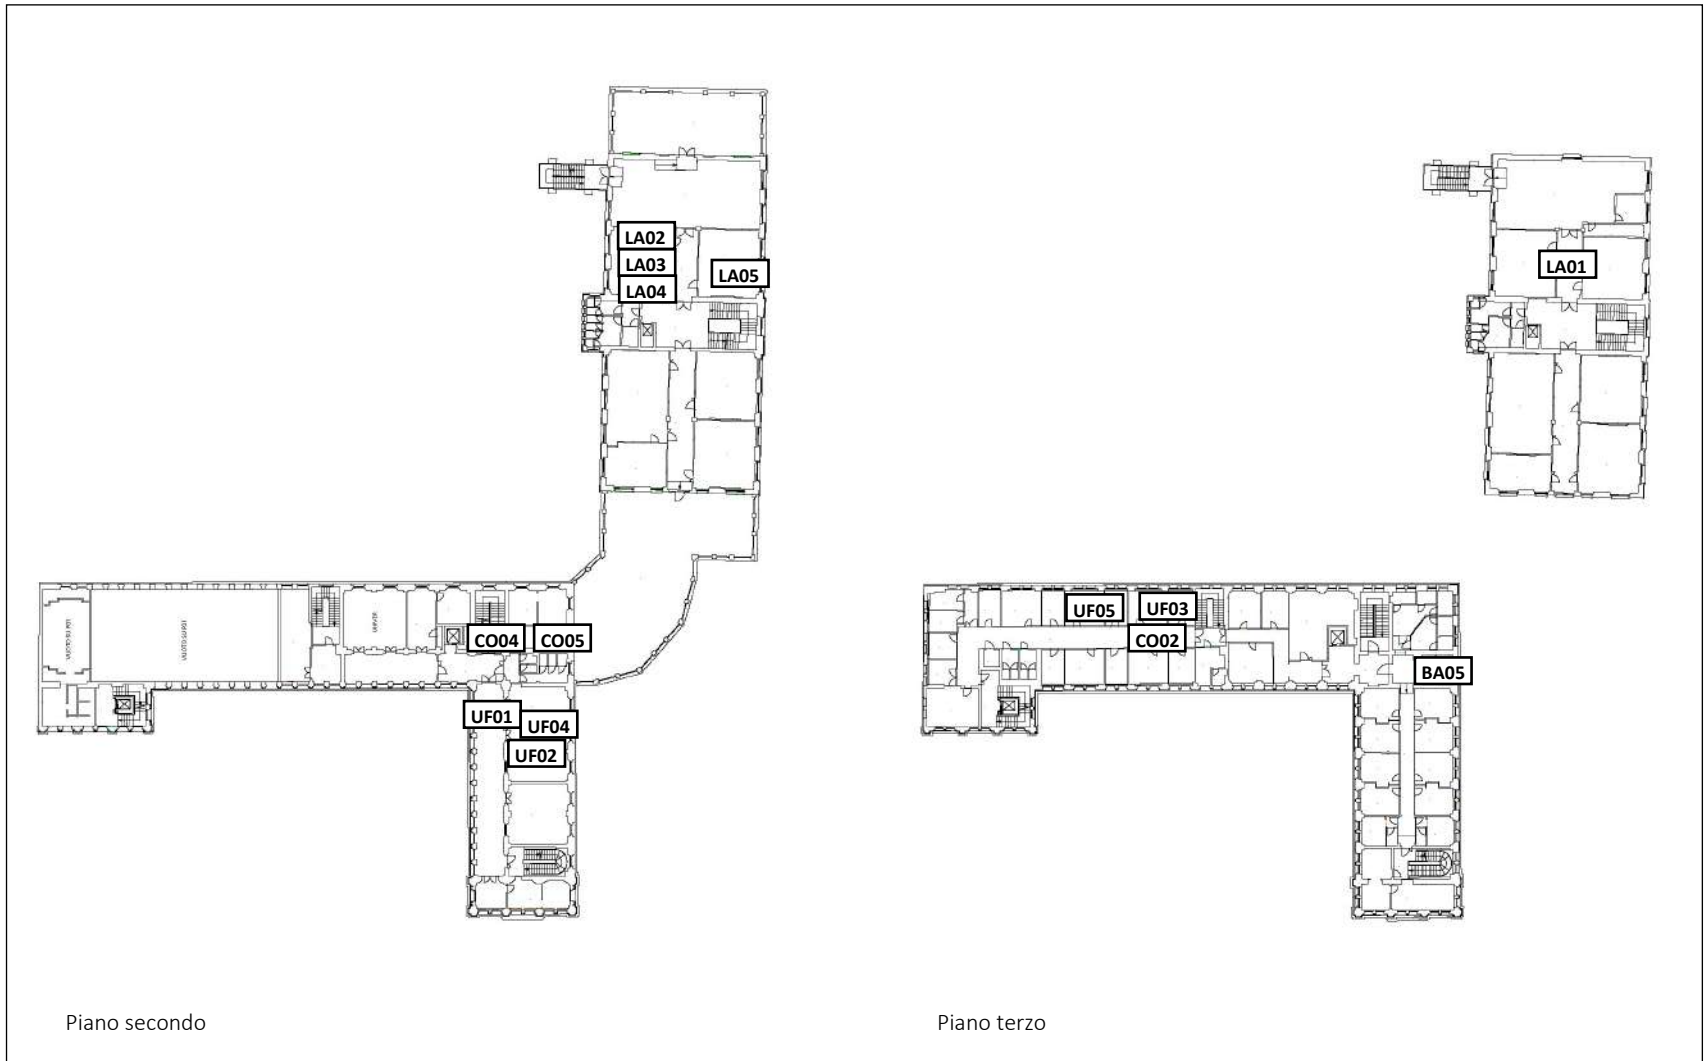 LA02
LA03
LA05
LA04
LA01
CO04
CO05
UF01
UF04
UF02
UF05
UF03
CO02
BA05
Piano secondo
Piano terzo